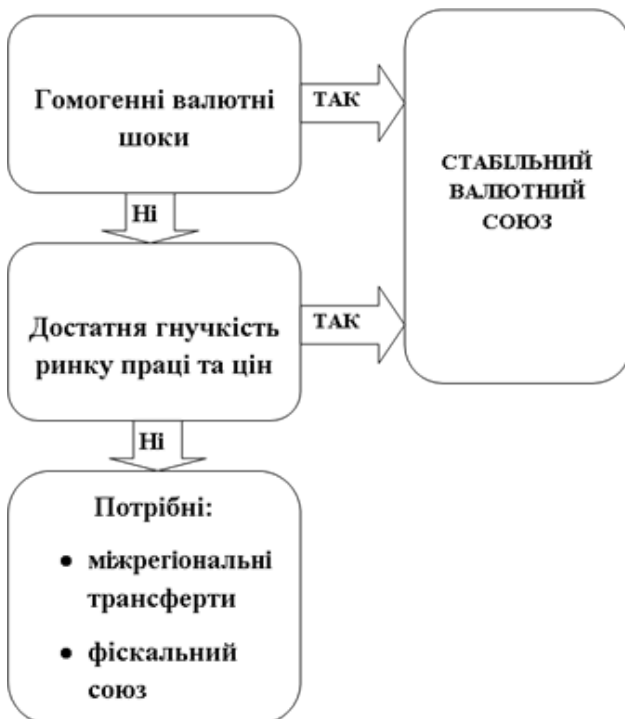 Гомогенні валютні
шоки
ТАК
СТАБІЛЬНИЙ
ВАЛЮТНИЙ
СОЮЗ
Ні
Достатня гнучкість
ринку праці та цін
ТАК
Ні
Потрібні:
• міжрегіональні
трансферти
• фіскальний
союз